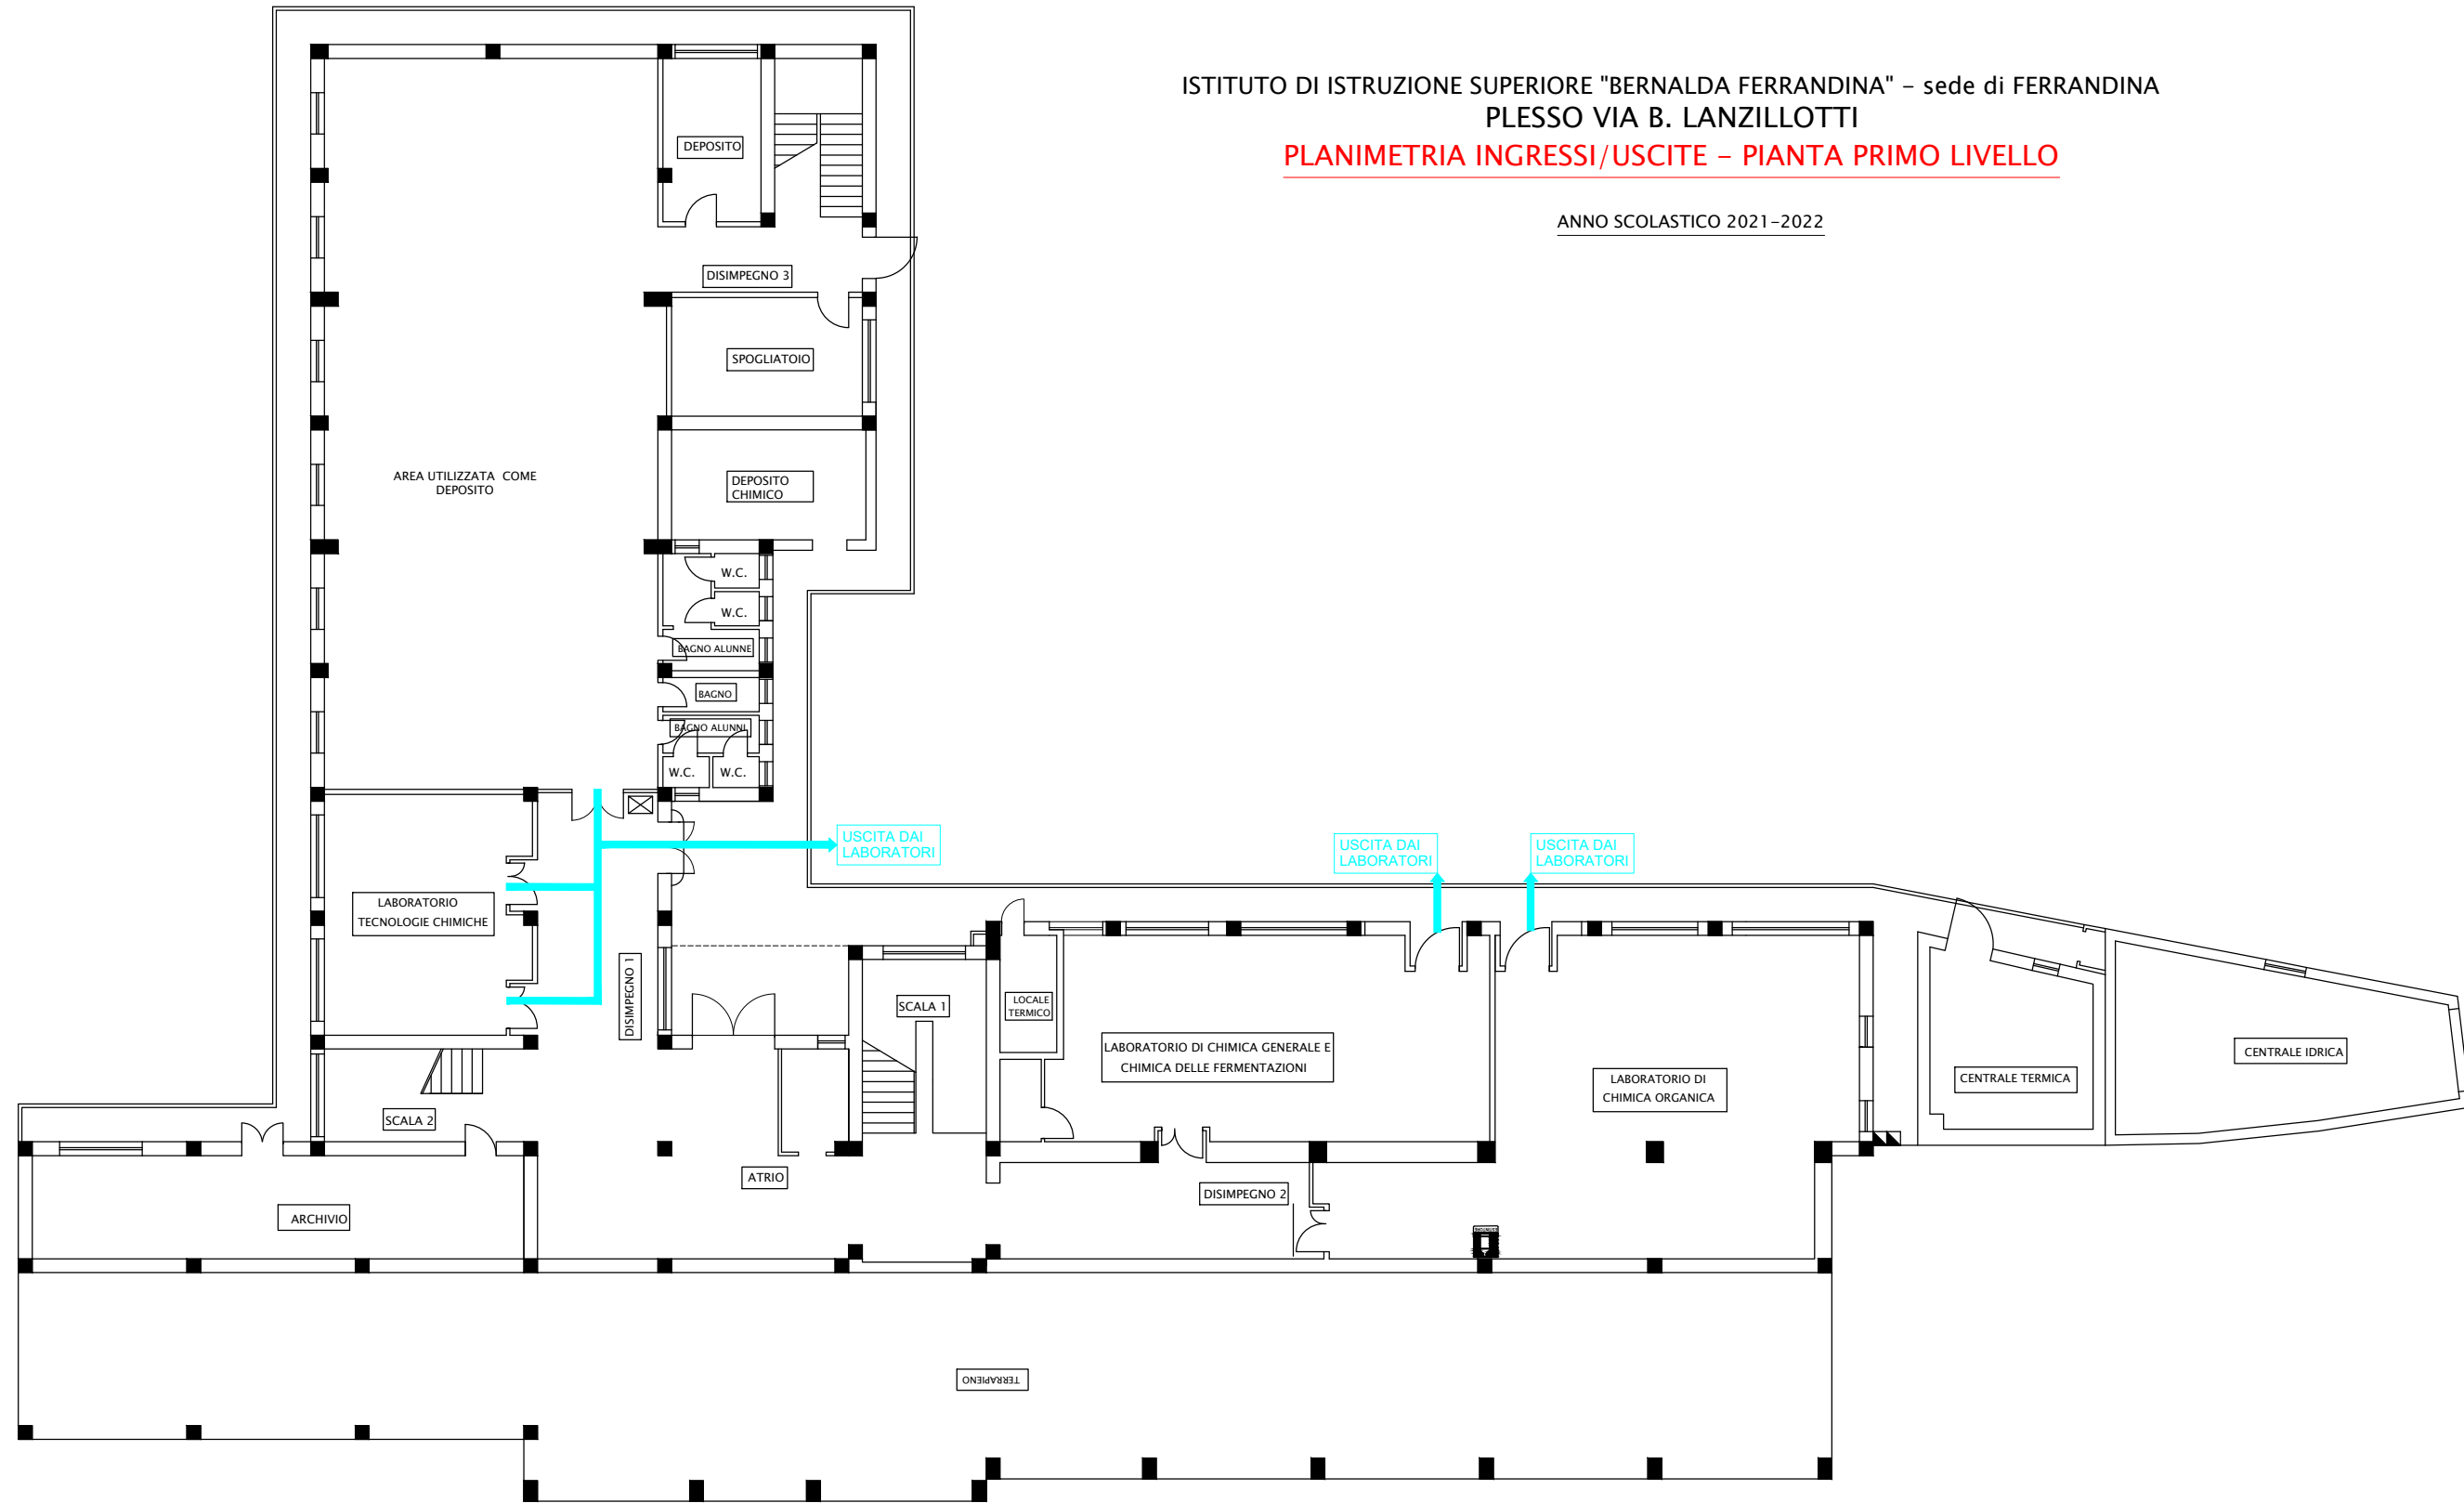 ISTITUTO DI ISTRUZIONE SUPERIORE "BERNALDA FERRANDINA" - sede di FERRANDINA
PLESSO VIA B. LANZILLOTTI
PLANIMETRIA INGRESSI/USCITE - PIANTA PRIMO LIVELLO
ANNO SCOLASTICO 2021-2022
DEPOSITO
DISIMPEGNO 3
SPOGLIATOIO
AREA UTILIZZATA COME
DEPOSITO
DEPOSITO
CHIMICO
W.C.
W.C.
BAGNO ALUNNE
BAGNO
BAGNO ALUNNI
W.C.
W.C.
USCITA DAI
LABORATORI
USCITA DAI
LABORATORI
USCITA DAI
LABORATORI
LABORATORIO
TECNOLOGIE CHIMICHE
DISIMPEGNO 1
SCALA 1
LOCALE
TERMICO
LABORATORIO DI CHIMICA GENERALE E
CHIMICA DELLE FERMENTAZIONI
LABORATORIO DI
CHIMICA ORGANICA
CENTRALE TERMICA
CENTRALE IDRICA
SCALA 2
ATRIO
DISIMPEGNO 2
ARCHIVIO
TERRAPIENO